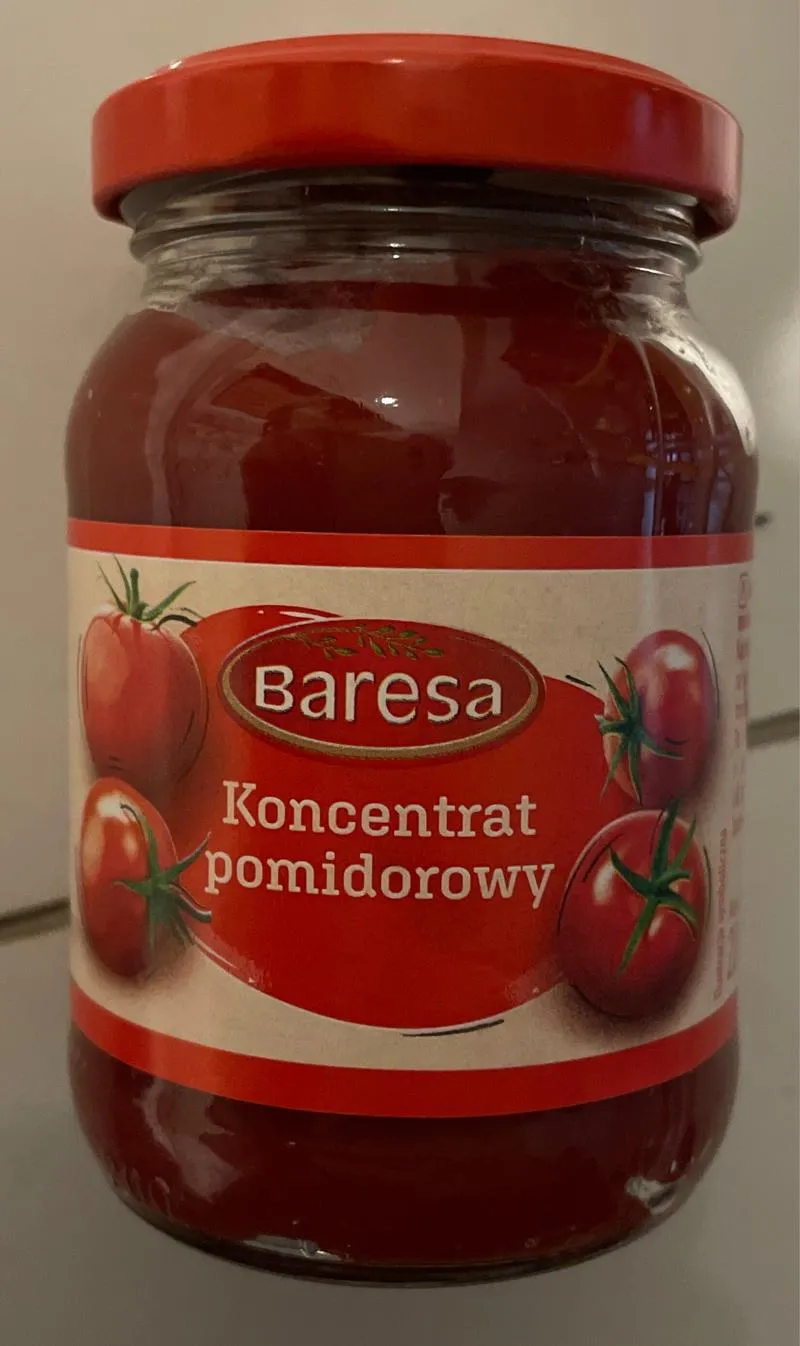 Baresa
Koncentrat
pomidorowy